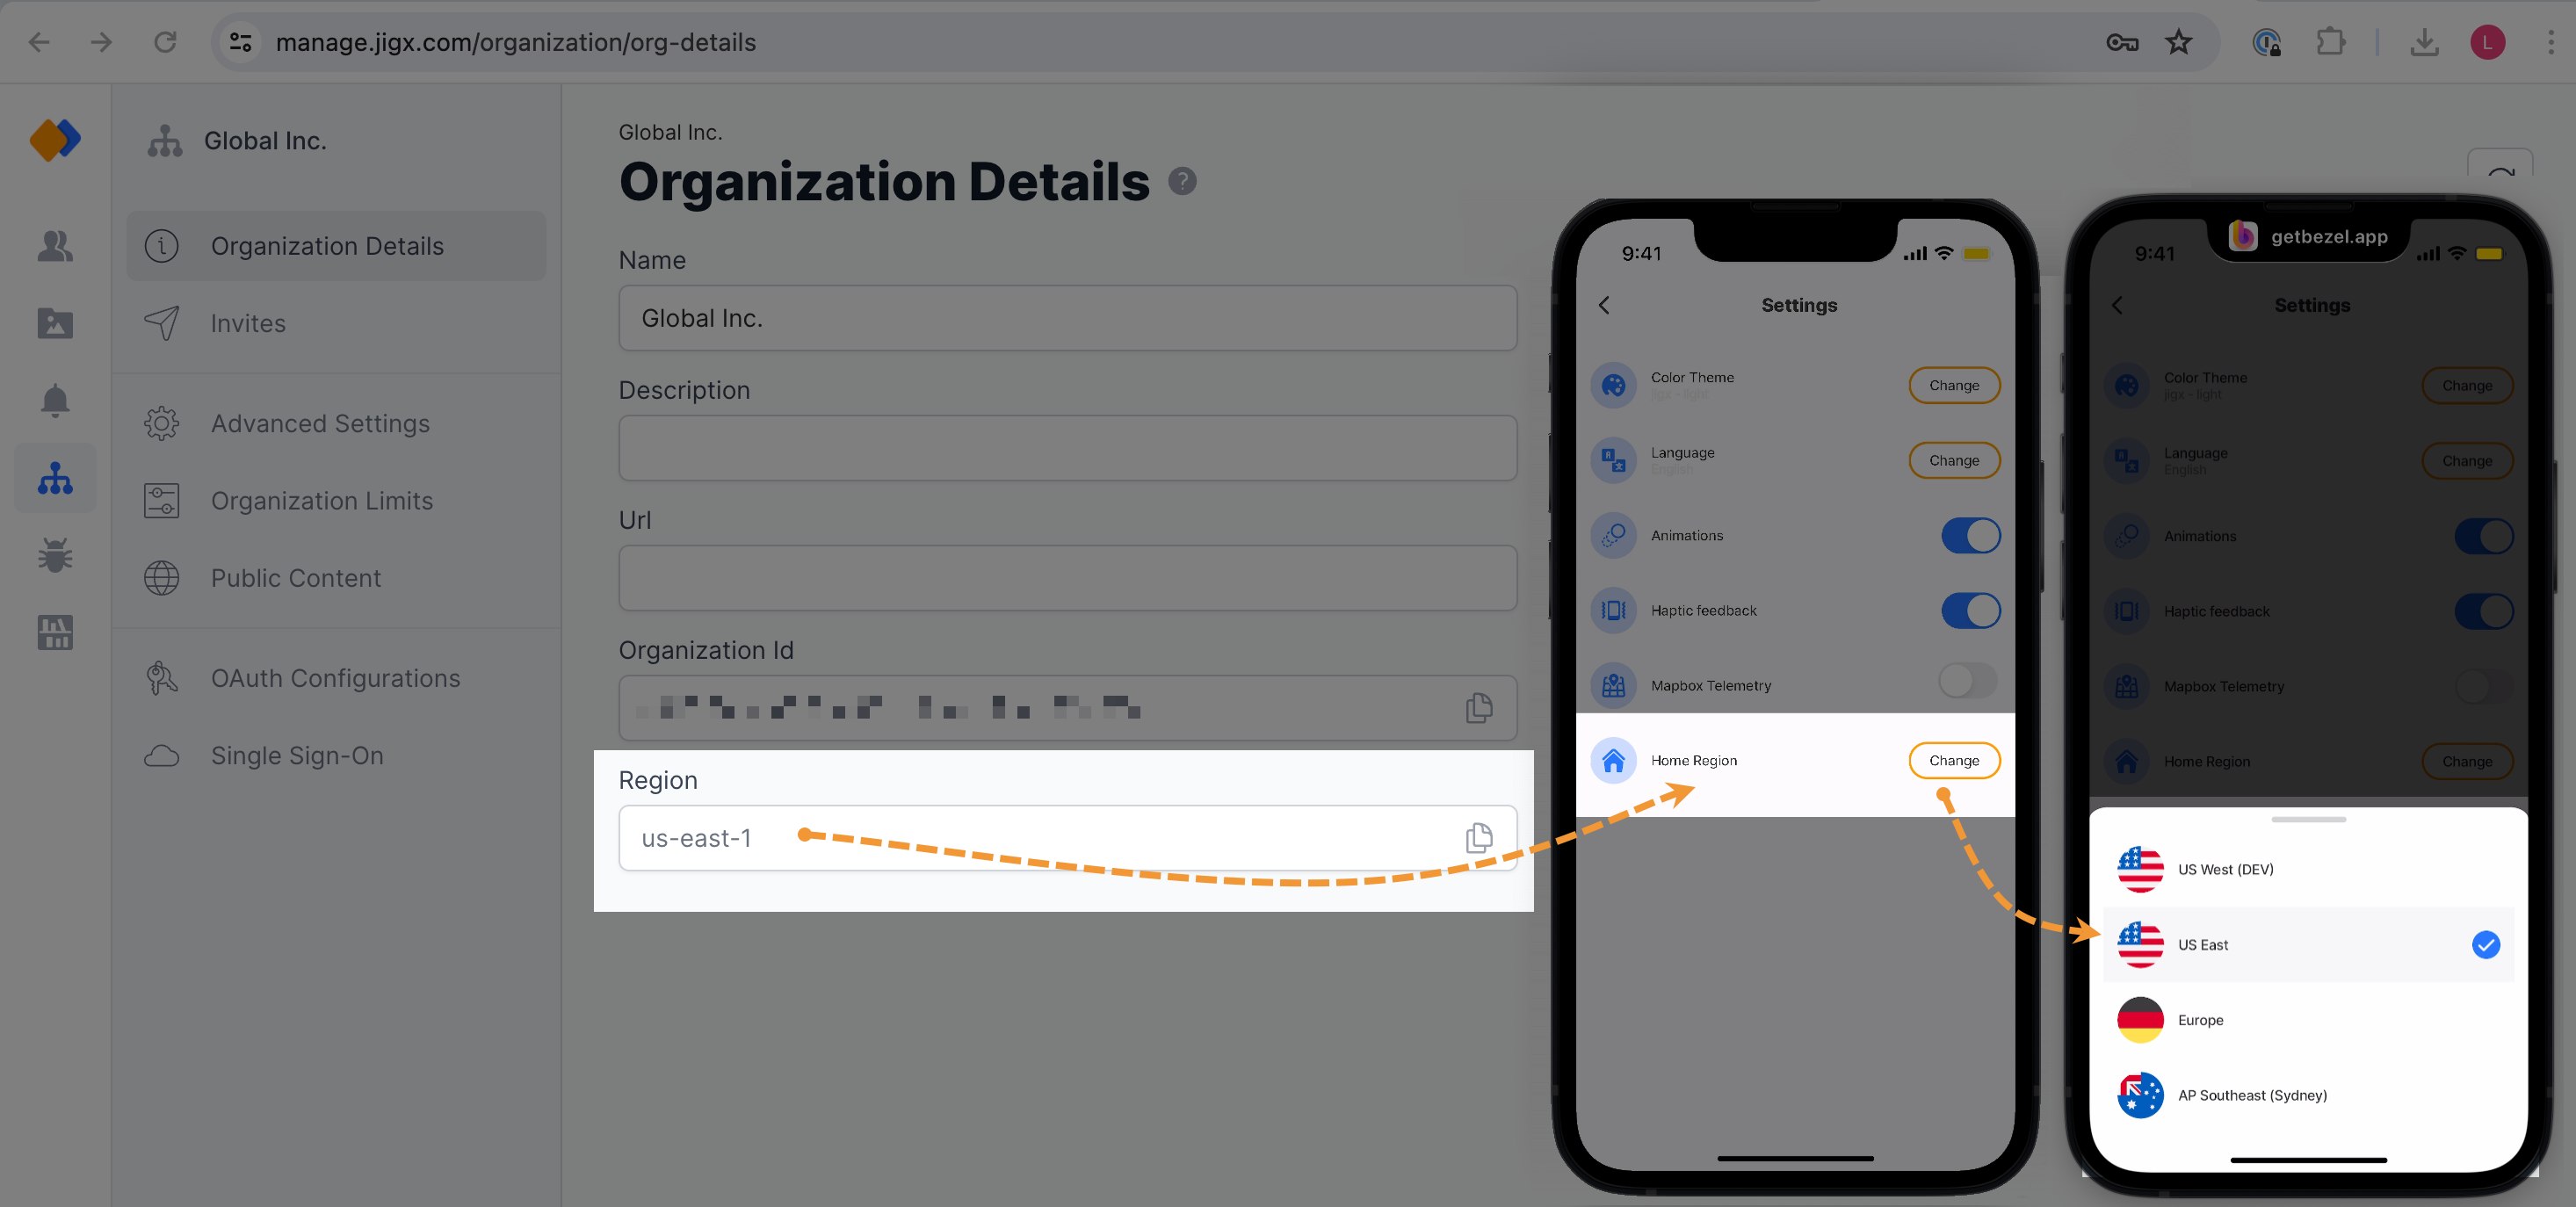 manage.jigx.com/organization/org-details
L
Global Inc.
Organization Details
Invites
Advanced Settings
Organization Limits
Public Content
OAuth Configurations
Single Sign-On
Global Inc.
Organization Details ?
Name
Global Inc.
Description
Url
Organization Id
Region
us-east-1
9:41
Settings
Color Theme
jigx - light
Change
Language
English
Change
Animations
Haptic feedback
Mapbox Telemetry
Home Region
Change
getbezel.app
9:41
Settings
Color Theme
jigx - light
Change
Language
English
Change
Animations
Haptic feedback
Mapbox Telemetry
Home Region
Change
US West (DEV)
US East
Europe
AP Southeast (Sydney)